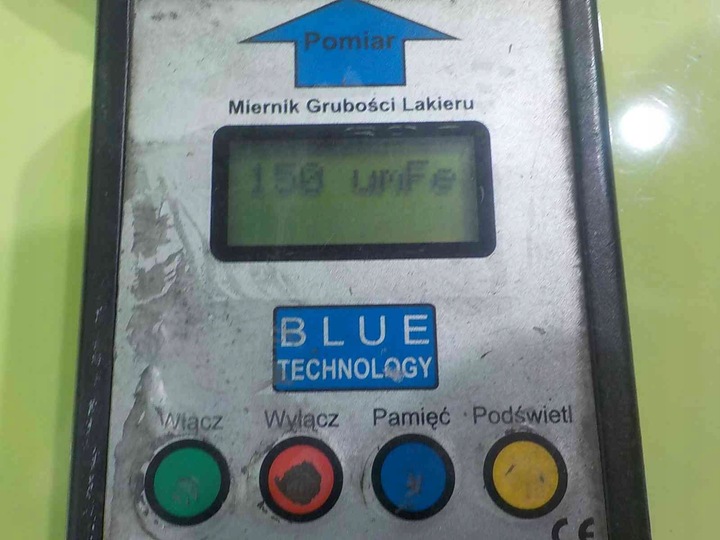 Pomiar
Miernik Grubości Lakieru
150 umFe
BLUE
TECHNOLOGY
Włącz Wyłącz Pamięć Podświetl
CE